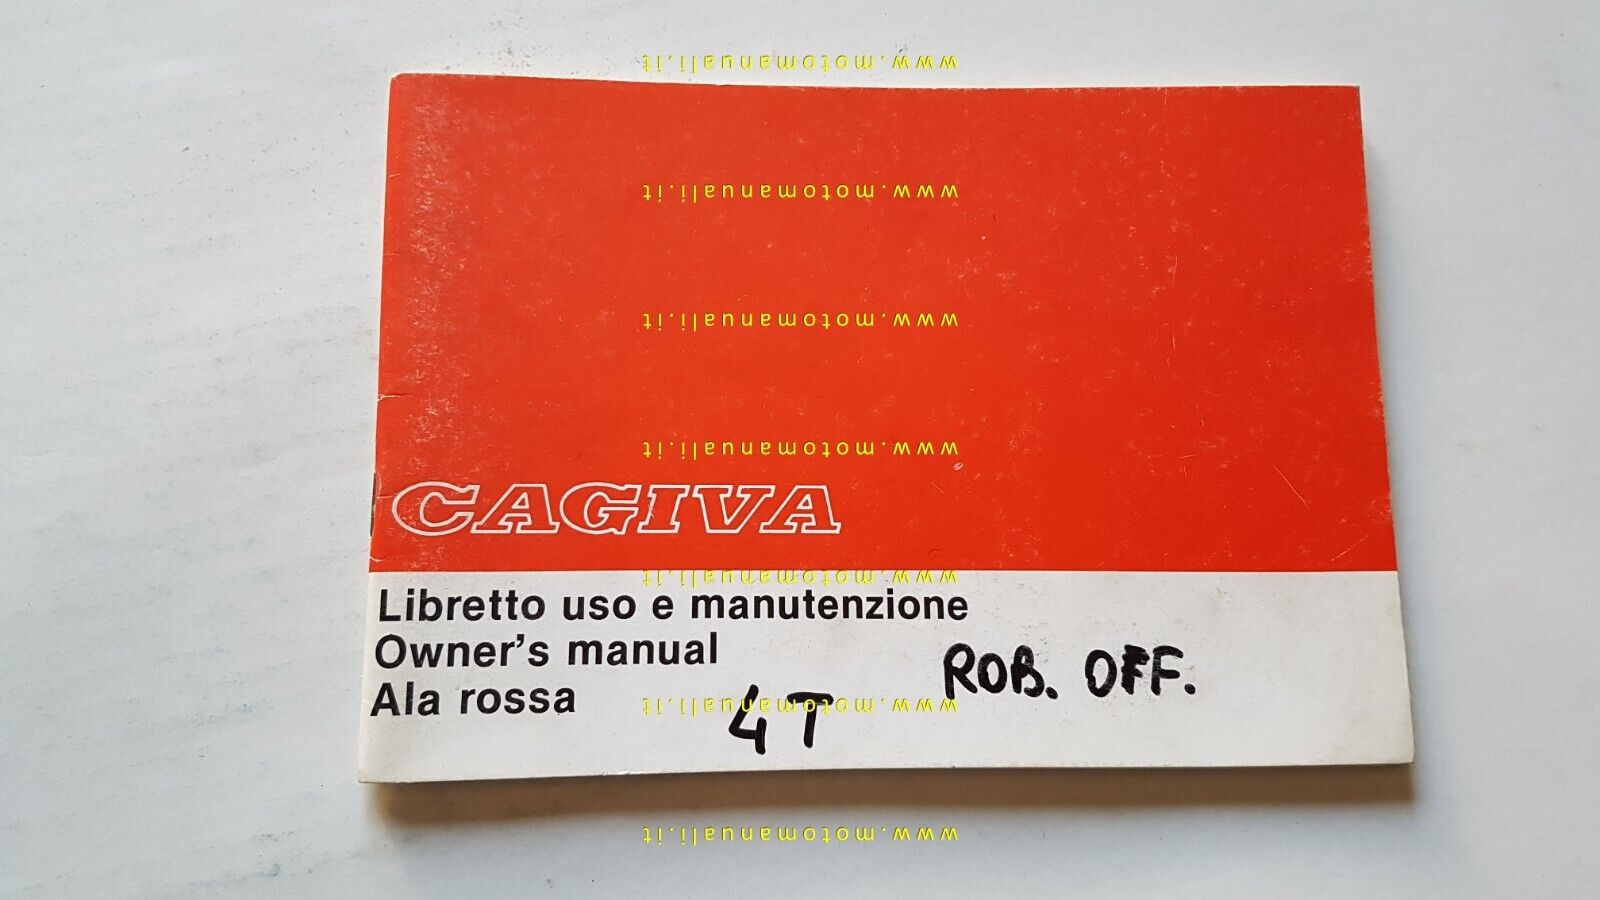 www.motomanuali.it
www.motomanuali.it
www.motomanuali.it
www.motomanuali.it
CAGIVA
www.motomanuali.it
Libretto uso e manutenzione
Owner's manual
ROB. OFF.
Ala rossa
4T
www.motomanuali.it
www.motomanuali.it